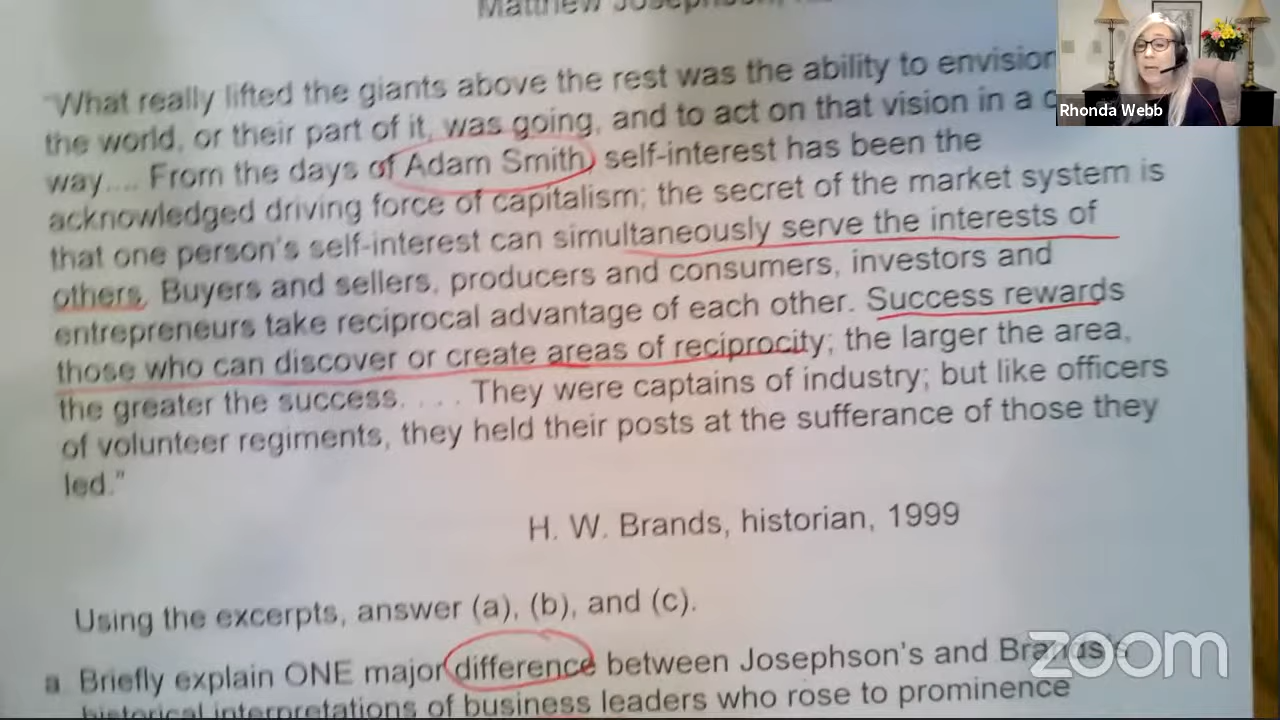 Matthew
Rhonda Webb
"What really lifted the giants above the rest was the ability to envision
the world, or their part of it, was going, and to act on that vision in a
way.... From the days of Adam Smith, self-interest has been the
acknowledged driving force of capitalism; the secret of the market system is
that one person's self-interest can simultaneously serve the interests of
others. Buyers and sellers, producers and consumers, investors and
entrepreneurs take reciprocal advantage of each other. Success rewards
those who can discover or create areas of reciprocity; the larger the area,
the greater the success. . . . They were captains of industry; but like officers
of volunteer regiments, they held their posts at the sufferance of those they
led."
H. W. Brands, historian, 1999
Using the excerpts, answer (a), (b), and (c).
a Briefly explain ONE major difference between Josephson's and Brands's
historical interpretations of business leaders who rose to prominence
zoom